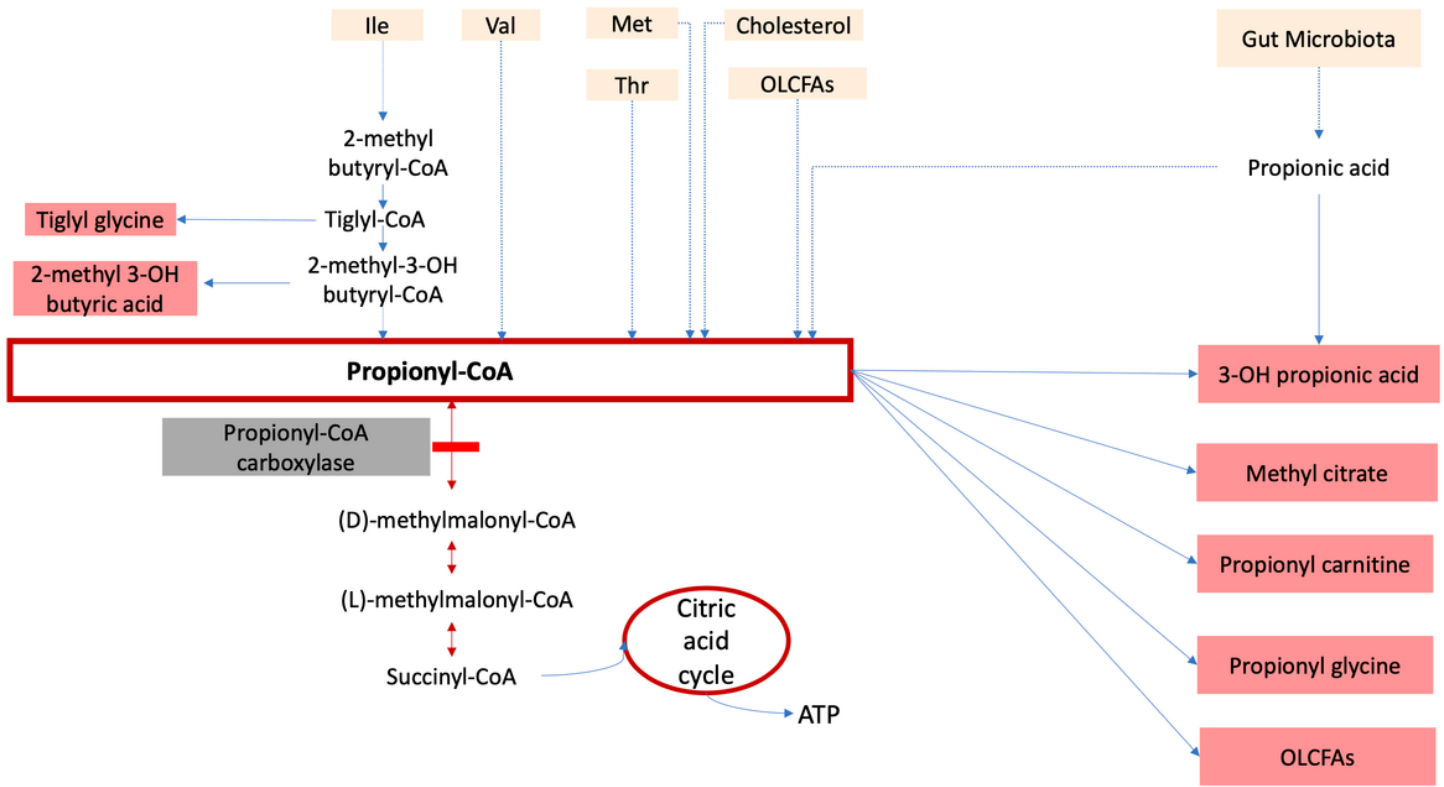 Ile
Val
Met
Cholesterol
Gut Microbiota
Thr
OLCFAs
2-methyl
butyryl-CoA
Propionic acid
Tiglyl glycine
Tiglyl-CoA
2-methyl 3-OH
butyric acid
2-methyl-3-OH
butyryl-CoA
Propionyl-CoA
3-OH propionic acid
Propionyl-CoA
carboxylase
Methyl citrate
(D)-methylmalonyl-CoA
Propionyl carnitine
(L)-methylmalonyl-CoA
Citric
acid
cycle
Succinyl-CoA
Propionyl glycine
ATP
OLCFAs